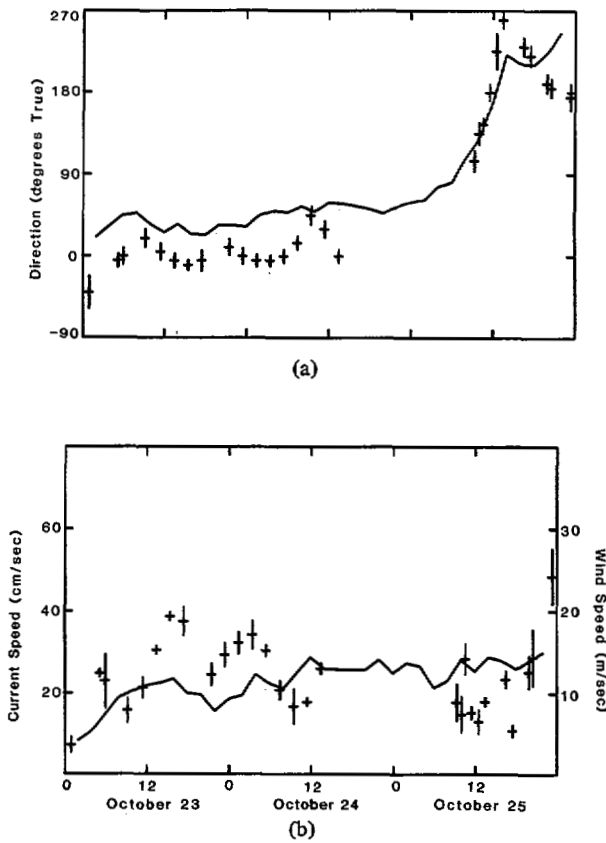 270
180
90
0
-90
Direction (degrees True)
(a)
60
40
20
Current Speed (cm/sec)
30
20
10
Wind Speed (m/sec)
0 12 0 12 0 12
October 23 October 24 October 25
(b)